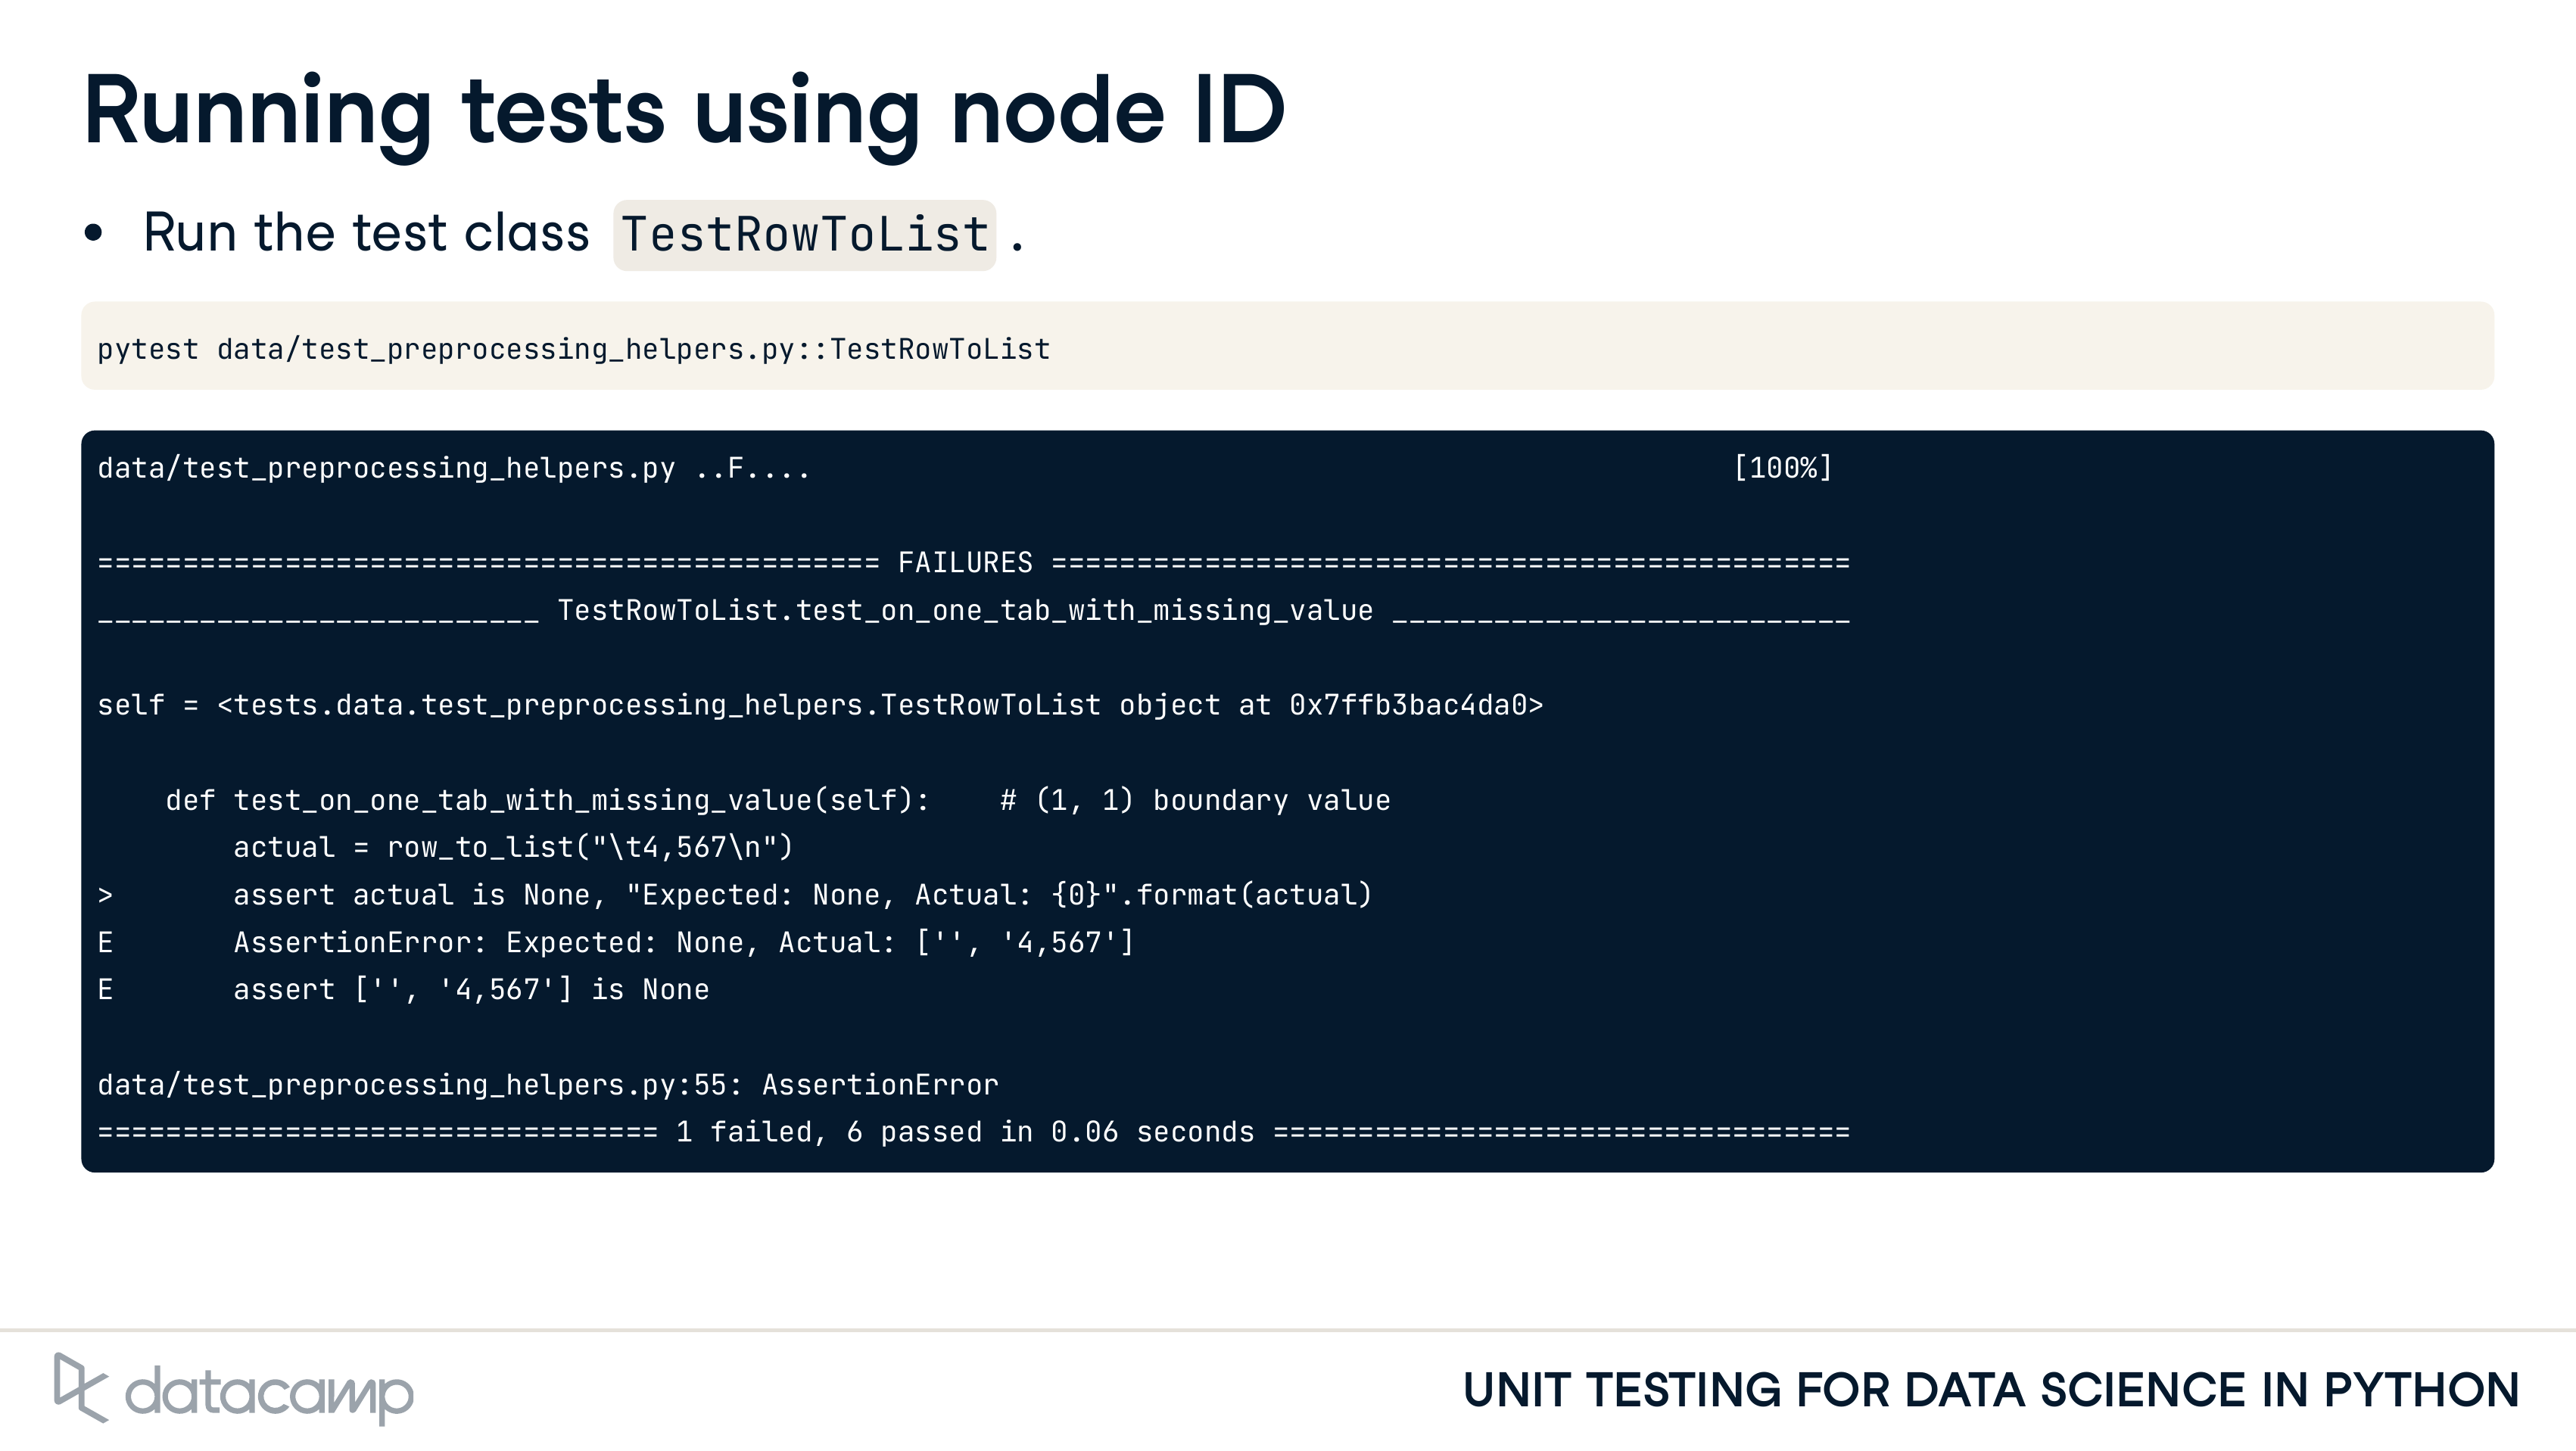 Running tests using node ID
• Run the test class TestRowToList .
pytest data/test_preprocessing_helpers.py::TestRowToList
data/test_preprocessing_helpers.py ..F.... [100%]
============================================== FAILURES ===============================================
__________________________ TestRowToList.test_on_one_tab_with_missing_value ___________________________
self = <tests.data.test_preprocessing_helpers.TestRowToList object at 0x7ffb3bac4da0>
    def test_on_one_tab_with_missing_value(self):    # (1, 1) boundary value
        actual = row_to_list("\t4,567\n")
>       assert actual is None, "Expected: None, Actual: {0}".format(actual)
E       AssertionError: Expected: None, Actual: ['', '4,567']
E       assert ['', '4,567'] is None
data/test_preprocessing_helpers.py:55: AssertionError
================================= 1 failed, 6 passed in 0.06 seconds ==================================
datacamp
UNIT TESTING FOR DATA SCIENCE IN PYTHON